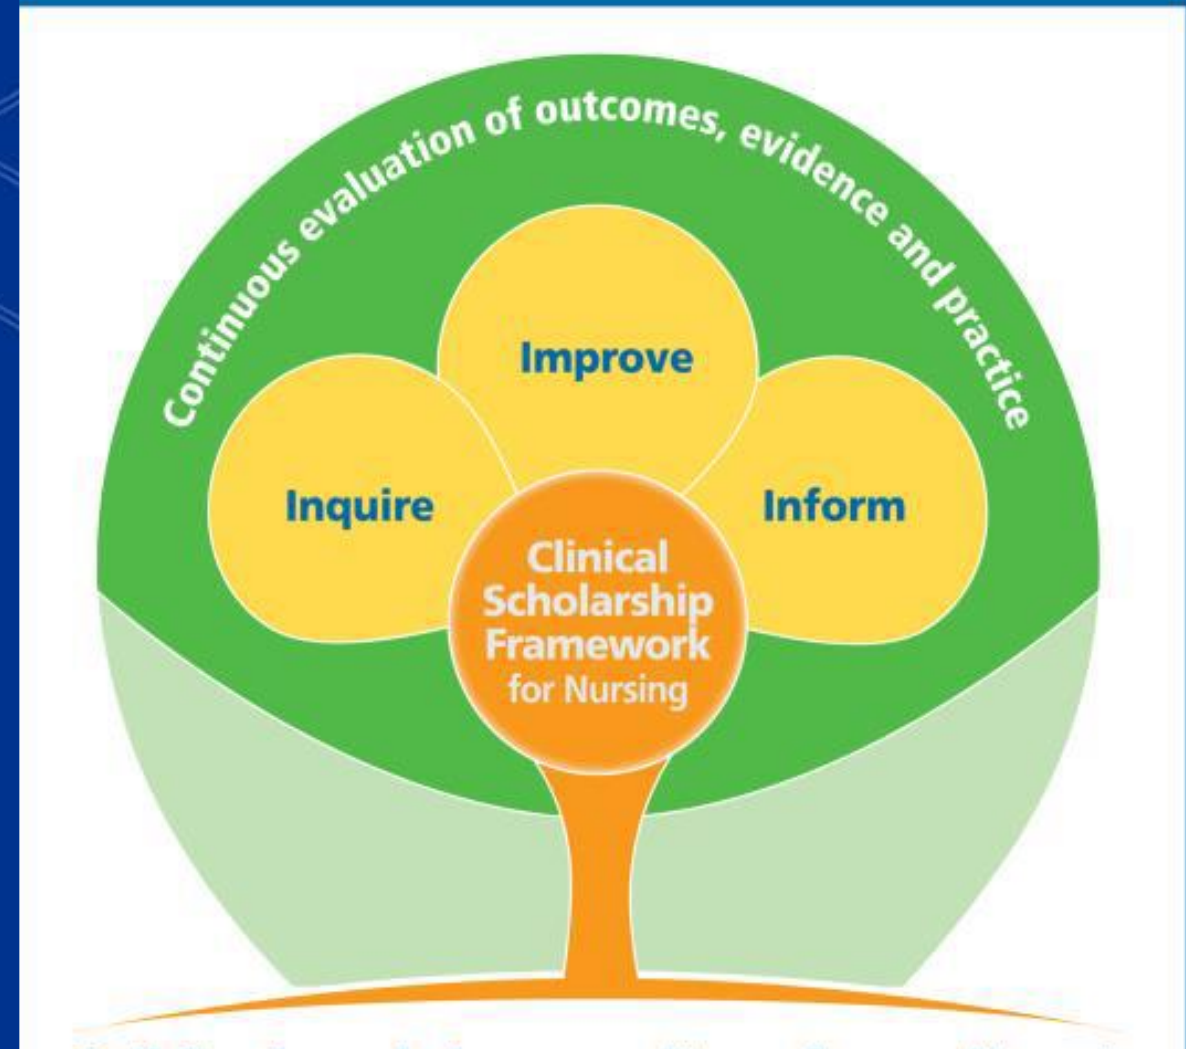 Continuous evaluation of outcomes, evidence and practice
Improve
Inquire
Inform
Clinical
Scholarship
Framework
for Nursing